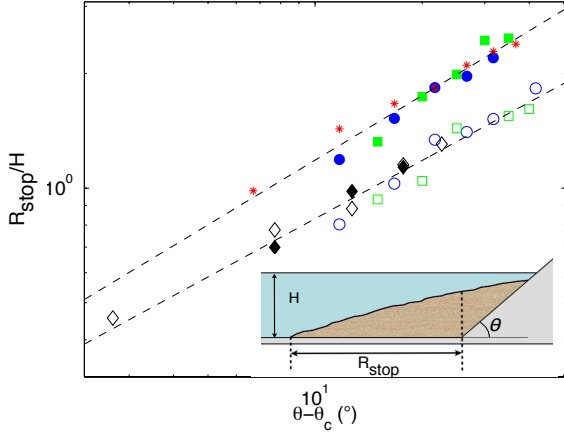 R_stop/H
10^0
H
θ
R_stop
10^1
θ−θ_c (°)